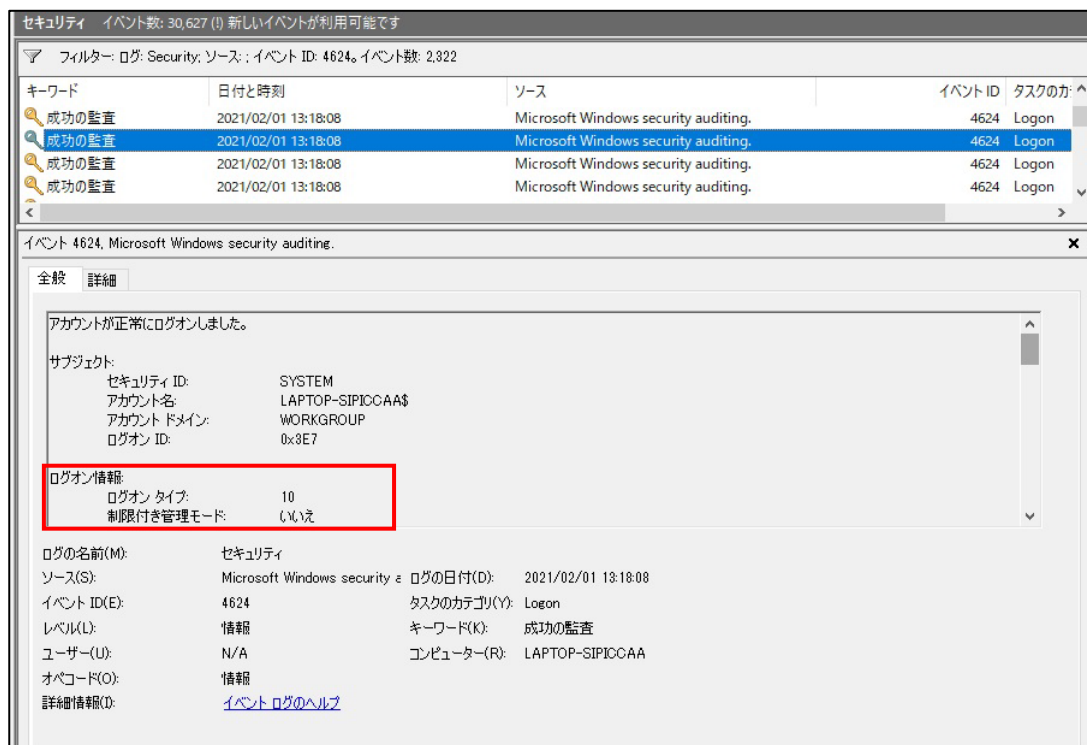 セキュリティ イベント数: 30,627 (!) 新しいイベントが利用可能です
フィルター: ログ: Security; ソース: ; イベント ID: 4624。イベント数: 2,322
キーワード 日付と時刻 ソース イベント ID タスクのカ
成功の監査 2021/02/01 13:18:08 Microsoft Windows security auditing. 4624 Logon
成功の監査 2021/02/01 13:18:08 Microsoft Windows security auditing. 4624 Logon
成功の監査 2021/02/01 13:18:08 Microsoft Windows security auditing. 4624 Logon
成功の監査 2021/02/01 13:18:08 Microsoft Windows security auditing. 4624 Logon
イベント 4624, Microsoft Windows security auditing.
全般 詳細
アカウントが正常にログオンしました。
サブジェクト:
セキュリティ ID: SYSTEM
アカウント名: LAPTOP-SIPICCAA$
アカウント ドメイン: WORKGROUP
ログオン ID: 0x3E7
ログオン情報:
ログオン タイプ: 10
制限付き管理モード: いいえ
ログの名前(M): セキュリティ
ソース(S): Microsoft Windows security a ログの日付(D): 2021/02/01 13:18:08
イベント ID(E): 4624 タスクのカテゴリ(Y): Logon
レベル(L): 情報 キーワード(K): 成功の監査
ユーザー(U): N/A コンピューター(R): LAPTOP-SIPICCAA
オペコード(O): 情報
詳細情報(I): イベント ログのヘルプ